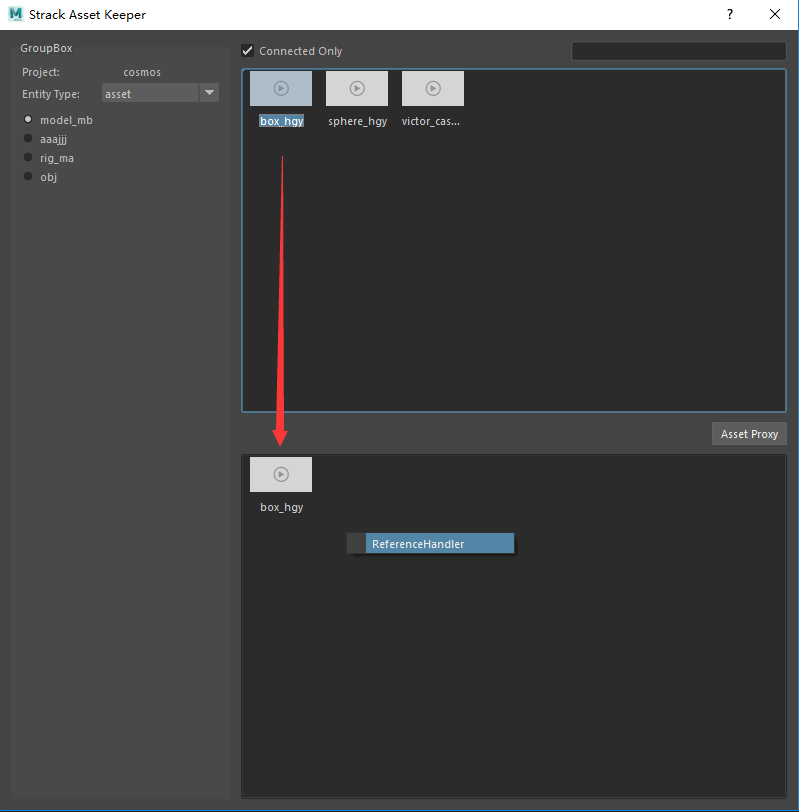 Strack Asset Keeper
?
GroupBox
Project: cosmos
Entity Type: asset
model_mb
aaajjj
rig_ma
obj
Connected Only
box_hgy sphere_hgy victor_cas...
Asset Proxy
box_hgy
ReferenceHandler